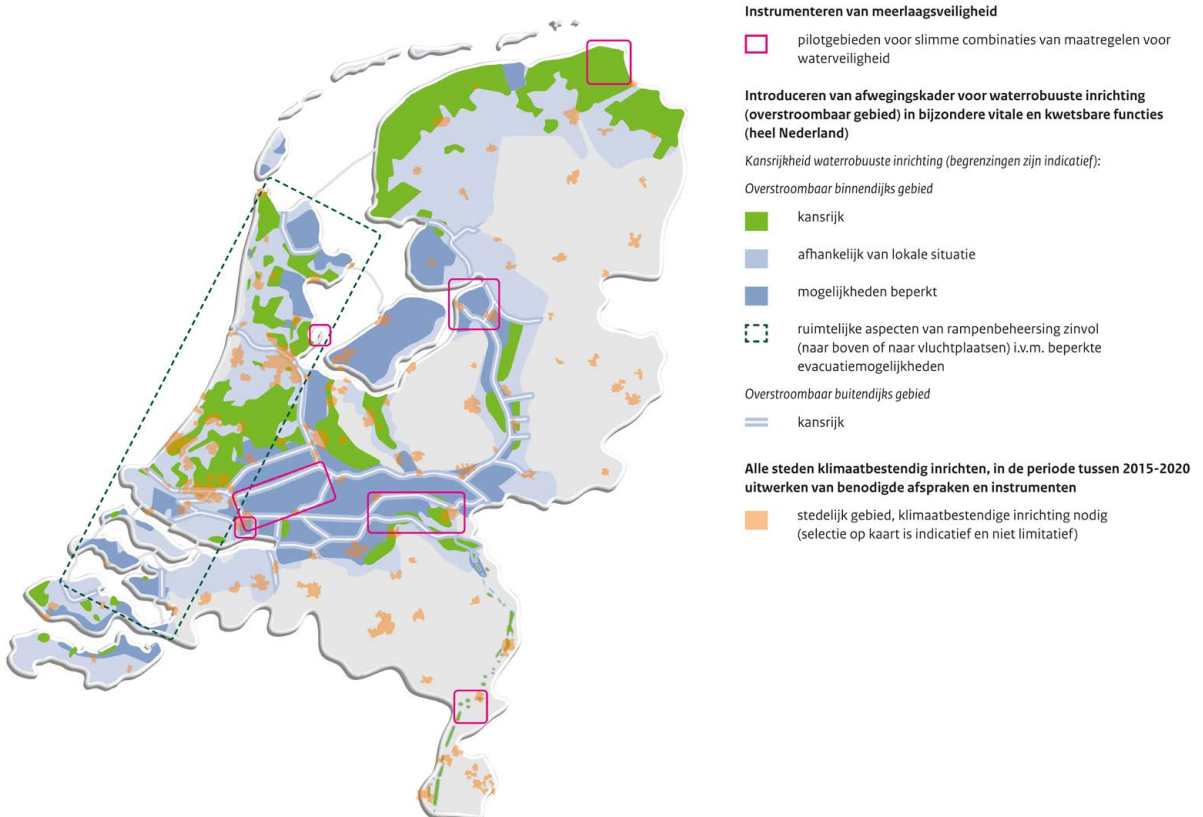 Instrumenteren van meerlaagsveiligheid
pilotgebieden voor slimme combinaties van maatregelen voor
waterveiligheid
Introduceren van afwegingskader voor waterrobuuste inrichting
(overstroombaar gebied) in bijzondere vitale en kwetsbare functies
(heel Nederland)
Kansrijkheid waterrobuuste inrichting (begrenzingen zijn indicatief):
Overstroombaar binnendijks gebied
kansrijk
afhankelijk van lokale situatie
mogelijkheden beperkt
ruimtelijke aspecten van rampenbeheersing zinvol
(naar boven of naar vluchtplaatsen) i.v.m. beperkte
evacuatiemogelijkheden
Overstroombaar buitendijks gebied
kansrijk
Alle steden klimaatbestendig inrichten, in de periode tussen 2015-2020
uitwerken van benodigde afspraken en instrumenten
stedelijk gebied, klimaatbestendige inrichting nodig
(selectie op kaart is indicatief en niet limitatief)